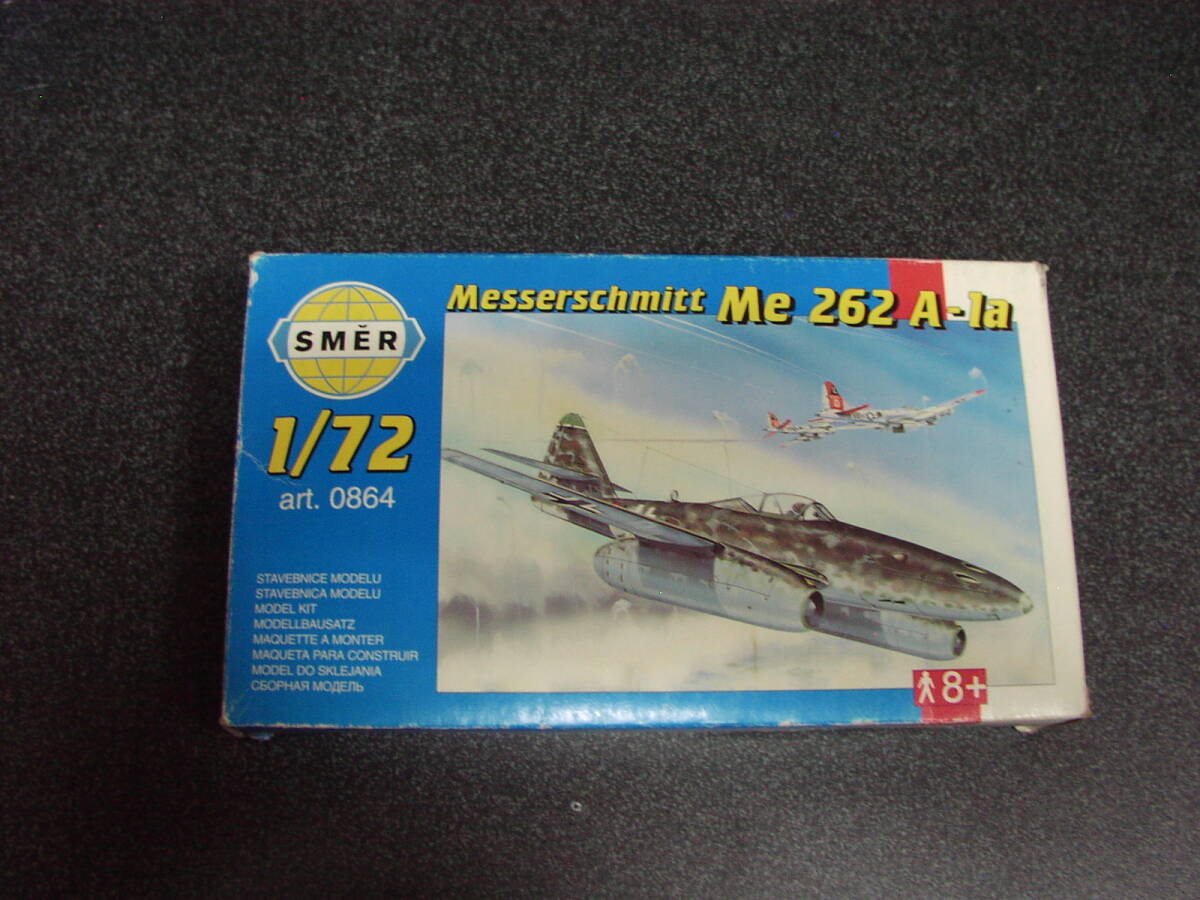 SMĚR
Messerschmitt Me 262 A-1a
1/72
art. 0864
STAVEBNICE MODELU
STAVEBNICA MODELU
MODEL KIT
MODELLBAUSATZ
MAQUETTE A MONTER
MAQUETA PARA CONSTRUIR
MODEL DO SKLEJANIA
СБОРНАЯ МОДЕЛЬ
8+